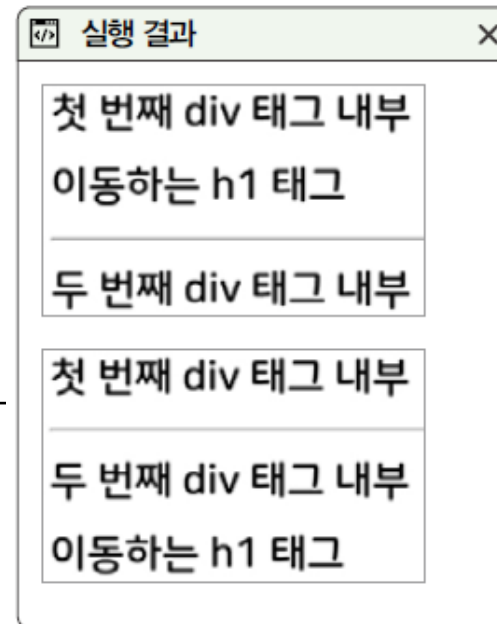 실행 결과
첫 번째 div 태그 내부
이동하는 h1 태그
두 번째 div 태그 내부
첫 번째 div 태그 내부
두 번째 div 태그 내부
이동하는 h1 태그